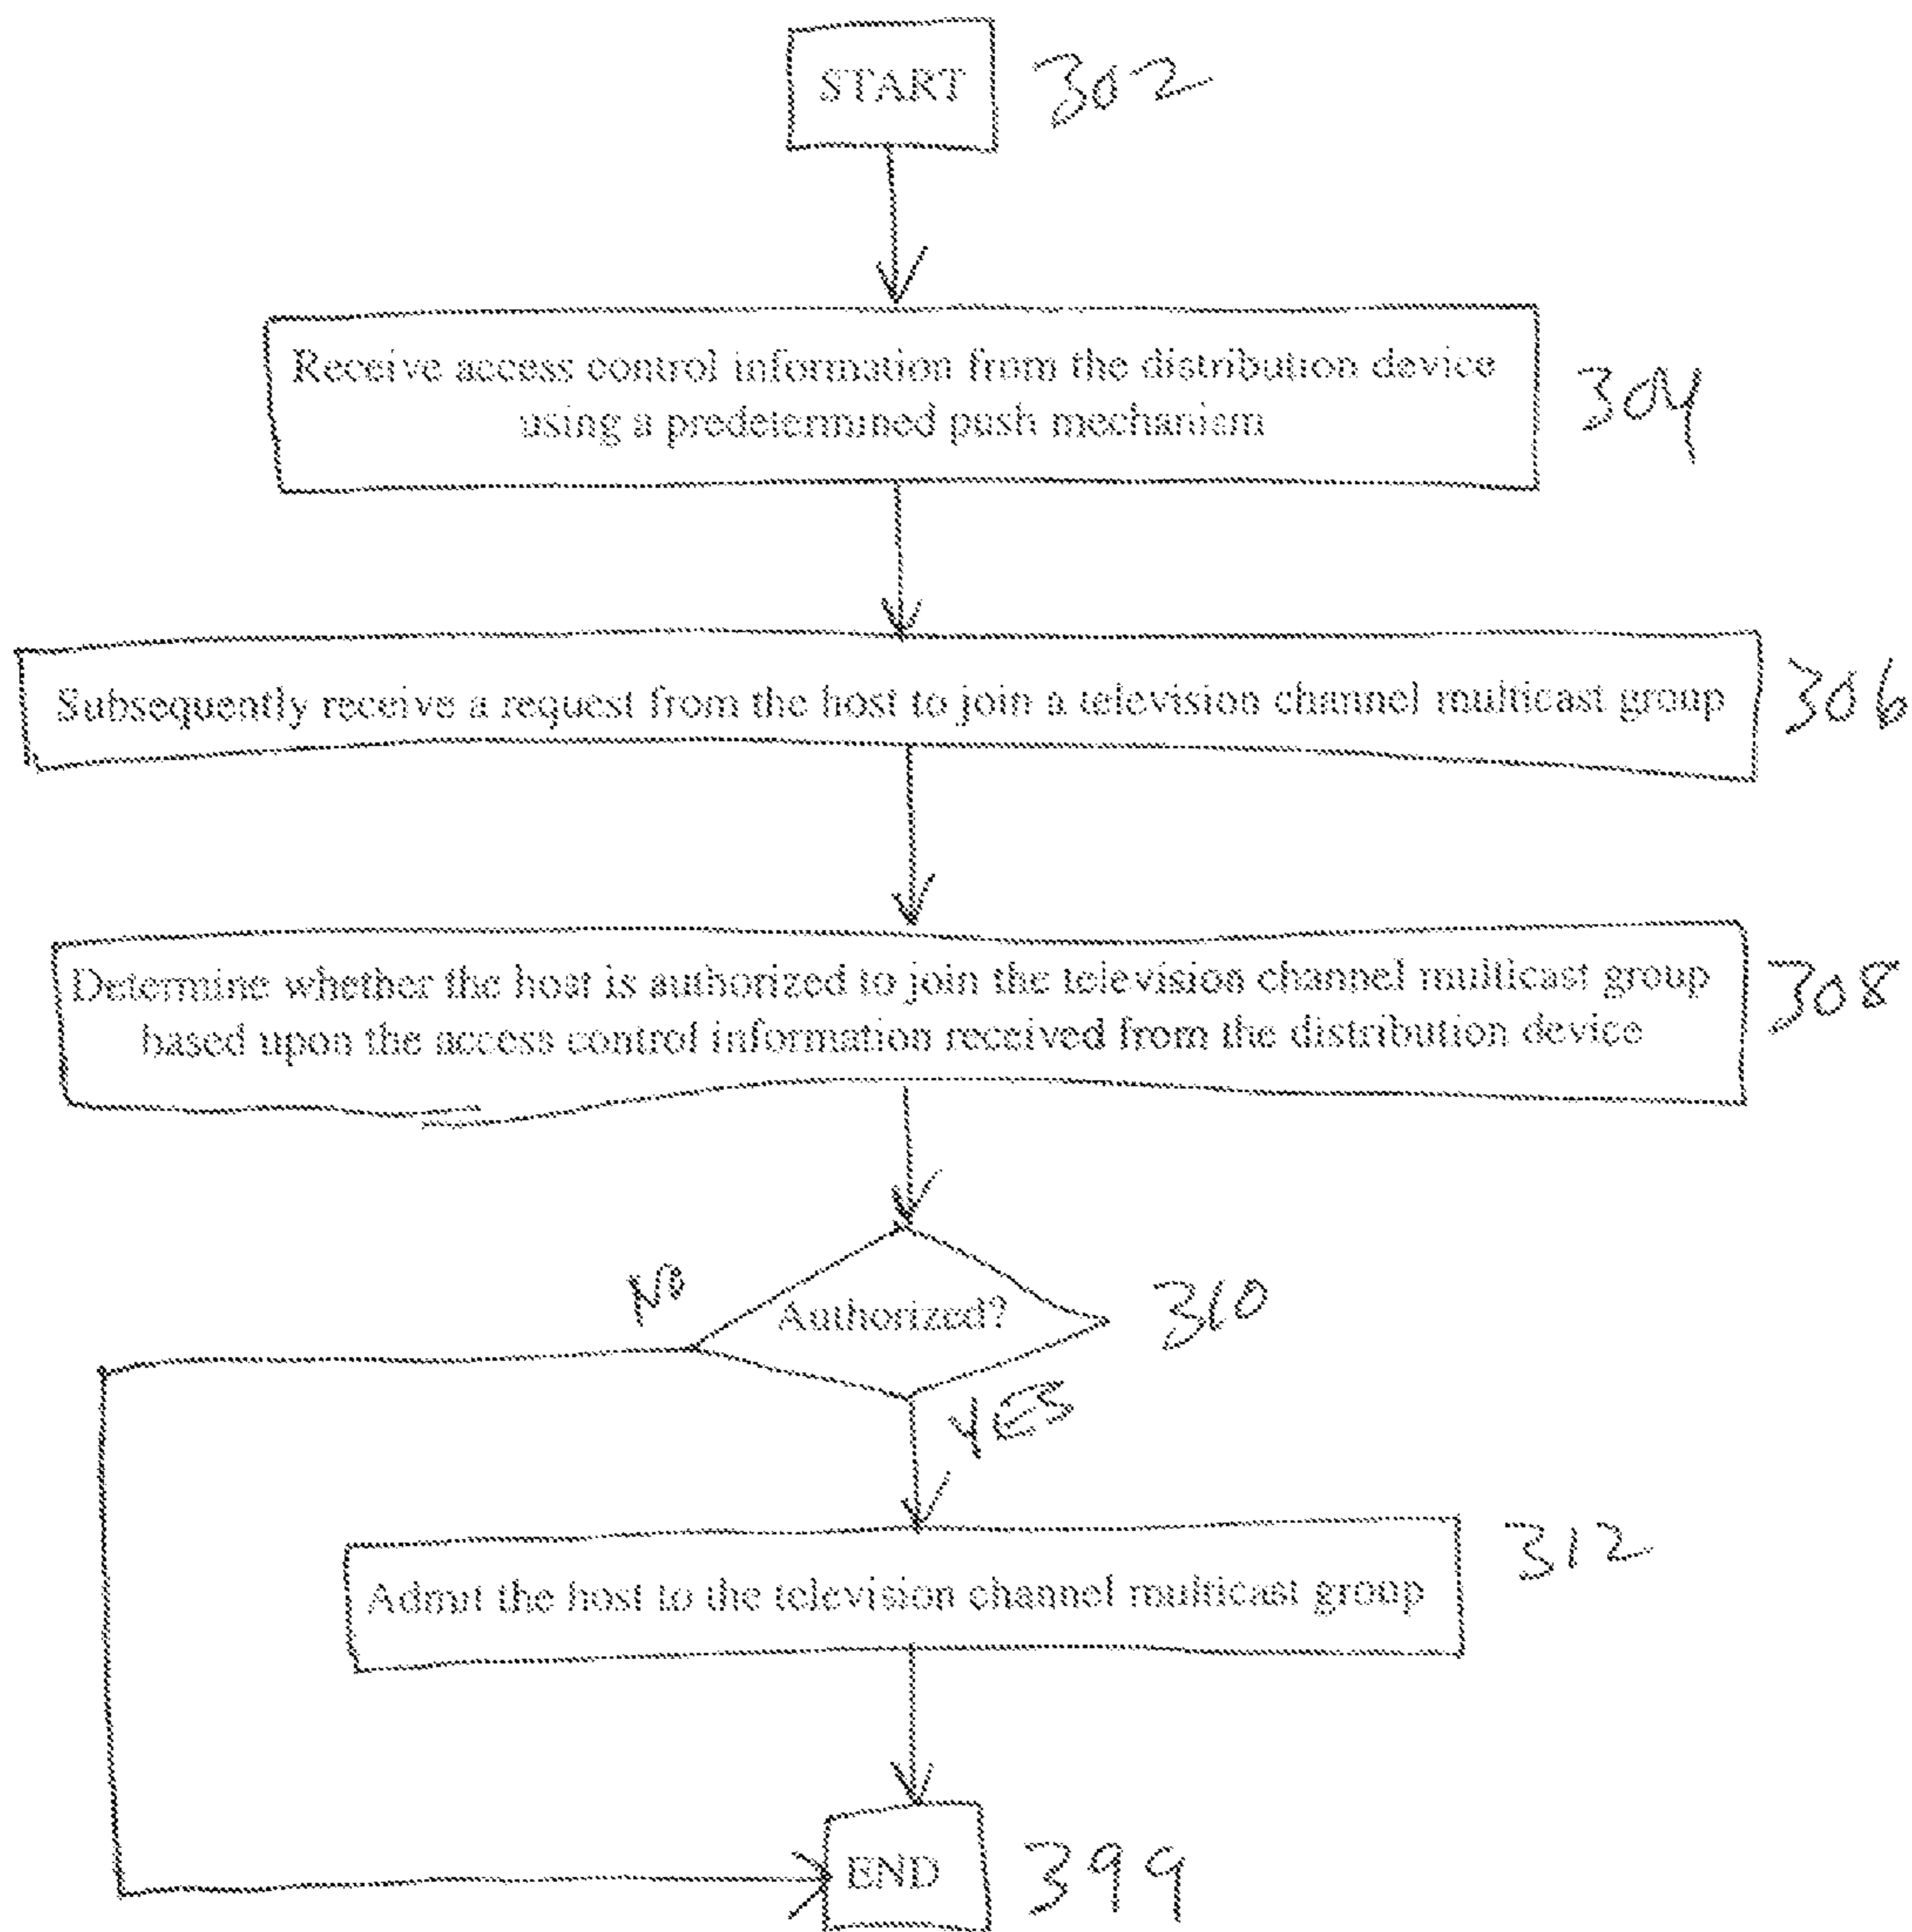 START 302
Receive access control information from the distribution device
using a predetermined push mechanism
304
Subsequently receive a request from the host to join a television channel multicast group
306
Determine whether the host is authorized to join the television channel multicast group
based upon the access control information received from the distribution device
308
NO
Authorized?
310
YES
Admit the host to the television channel multicast group
312
END 399